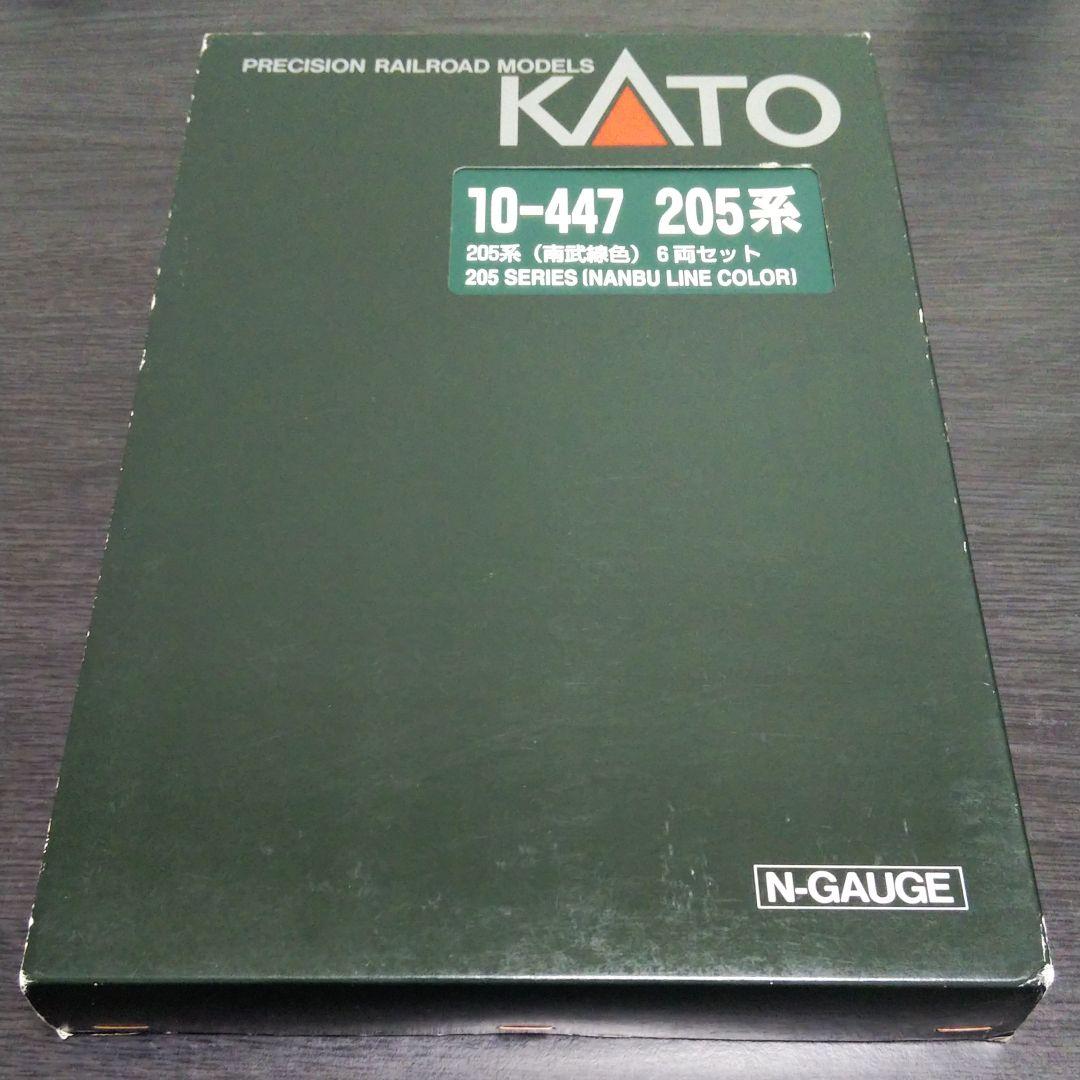 PRECISION RAILROAD MODELS
KATO
10-447 205系
205系（南武線色）6両セット
205 SERIES (NANBU LINE COLOR)
N-GAUGE